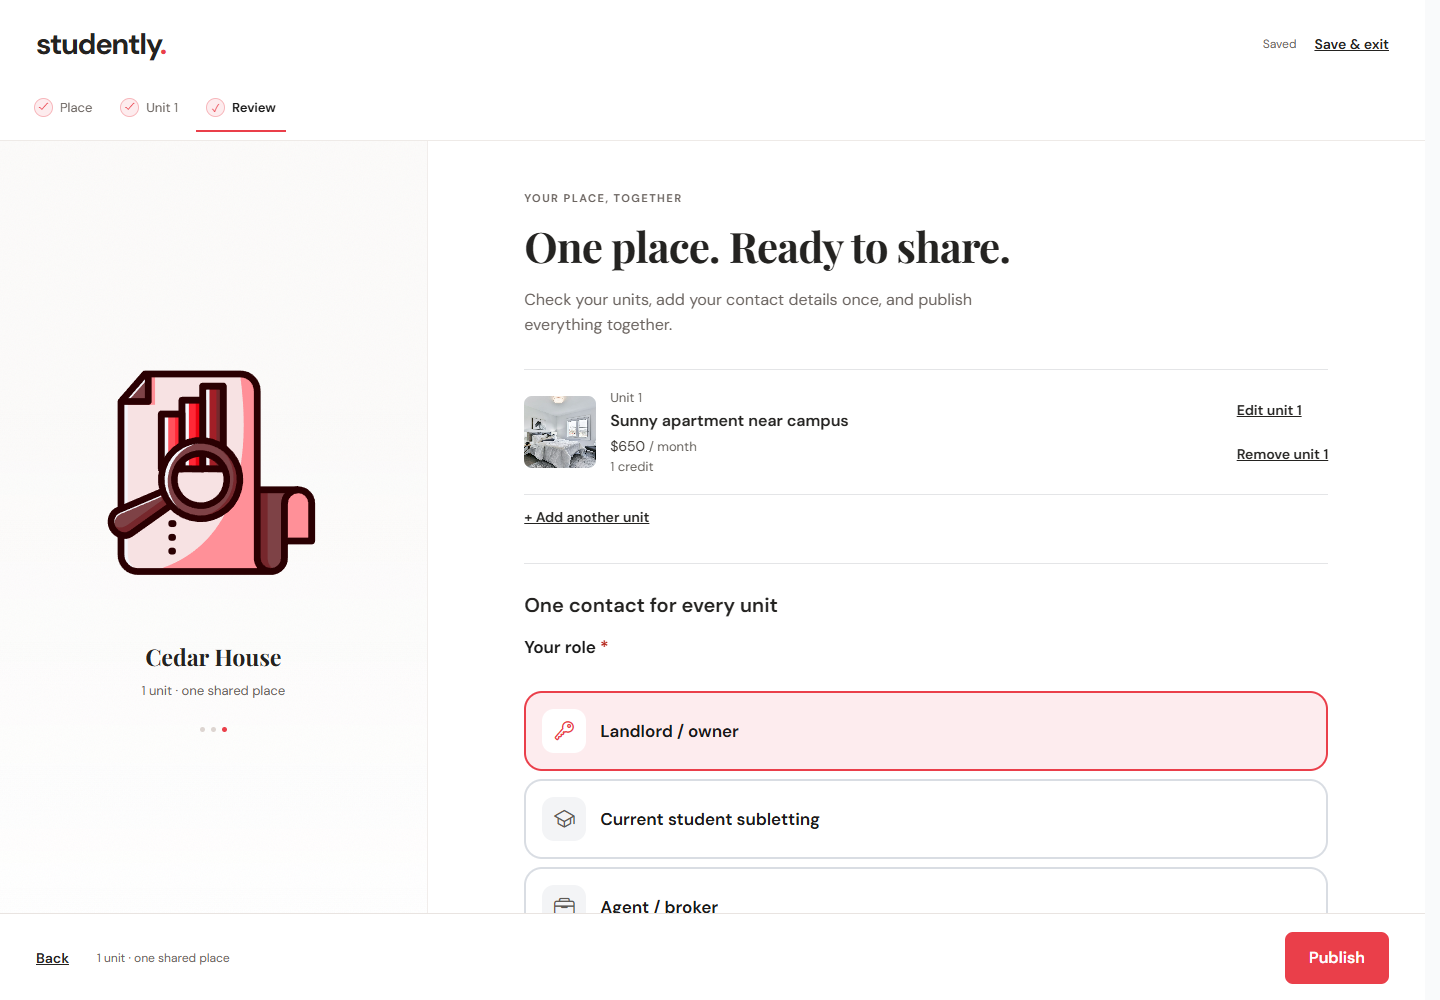 studently.
Saved
Save & exit
Place
Unit 1
Review
YOUR PLACE, TOGETHER
One place. Ready to share.
Check your units, add your contact details once, and publish
everything together.
Unit 1
Sunny apartment near campus
$650 / month
1 credit
Edit unit 1
Remove unit 1
+ Add another unit
Cedar House
1 unit · one shared place
One contact for every unit
Your role *
Landlord / owner
Current student subletting
Agent / broker
Back
1 unit · one shared place
Publish